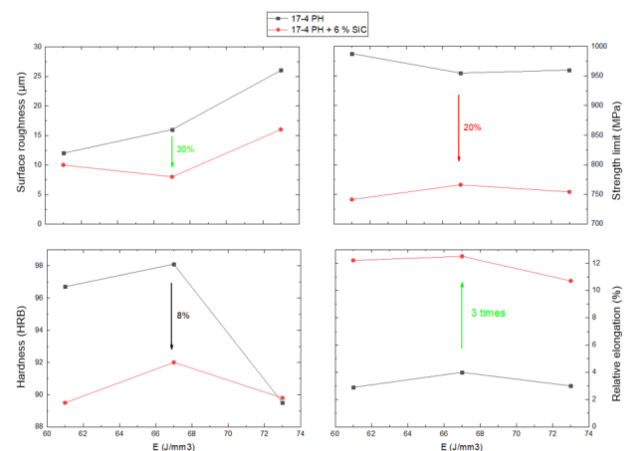 17-4 PH
17-4 PH + 6 % SiC
30
25
20
15
10
5
0
Surface roughness (µm)
30%
1000
950
900
850
800
750
700
Strength limit (MPa)
20%
98
96
94
92
90
88
Hardness (HRB)
8%
60 62 64 66 68 70 72 74
E (J/mm3)
12
10
8
6
4
2
0
Relative elongation (%)
3 times
60 62 64 66 68 70 72 74
E (J/mm3)